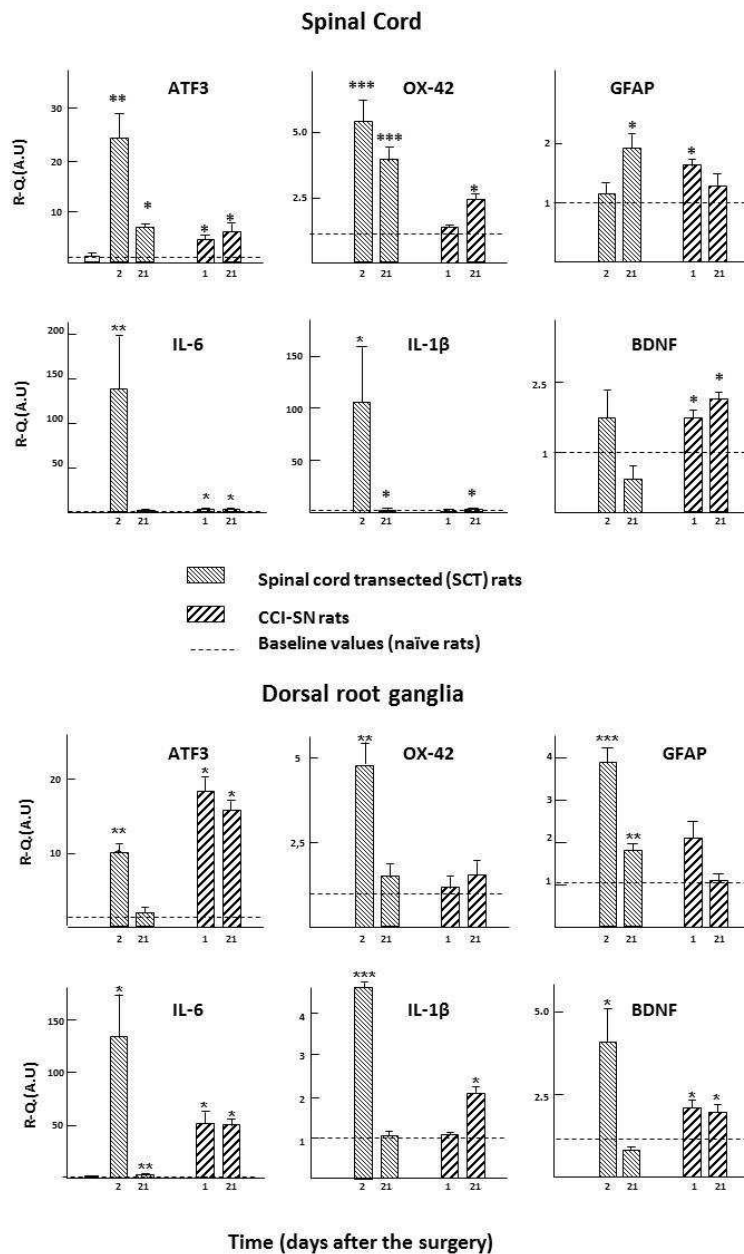 Spinal Cord
ATF3 OX-42 GFAP
R-Q.(A.U)
30
20
10
** * * *
2 21 1 21
5.0
2.5
*** *** *
2 21 1 21
2
1
* *
2 21 1 21
IL-6 IL-1β BDNF
R-Q.(A.U)
200
150
100
50
** * *
2 21 1 21
150
100
50
* * *
2 21 1 21
2.5
1
* *
2 21 1 21
Spinal cord transected (SCT) rats
CCI-SN rats
Baseline values (naïve rats)
Dorsal root ganglia
ATF3 OX-42 GFAP
R-Q.(A.U)
20
10
** * *
2 21 1 21
5
2,5
**
2 21 1 21
4
3
2
1
*** **
2 21 1 21
IL-6 IL-1β BDNF
R-Q.(A.U)
150
100
50
* ** * *
2 21 1 21
4
3
2
1
*** *
2 21 1 21
5.0
2.5
* * *
2 21 1 21
Time (days after the surgery)